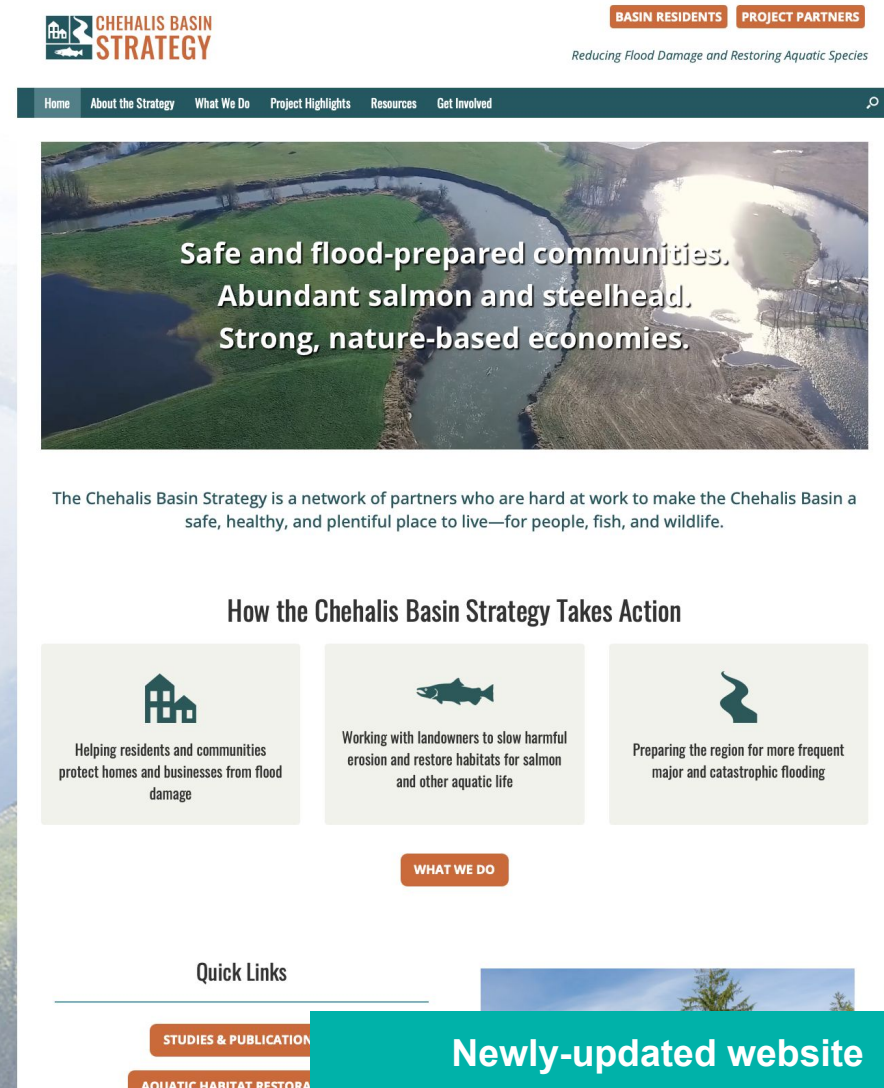 CHEHALIS BASIN
STRATEGY
BASIN RESIDENTS
PROJECT PARTNERS
Reducing Flood Damage and Restoring Aquatic Species
Home About the Strategy What We Do Project Highlights Resources Get Involved
Safe and flood-prepared communities.
Abundant salmon and steelhead.
Strong, nature-based economies.
The Chehalis Basin Strategy is a network of partners who are hard at work to make the Chehalis Basin a
safe, healthy, and plentiful place to live—for people, fish, and wildlife.
How the Chehalis Basin Strategy Takes Action
Helping residents and communities
protect homes and businesses from flood
damage
Working with landowners to slow harmful
erosion and restore habitats for salmon
and other aquatic life
Preparing the region for more frequent
major and catastrophic flooding
WHAT WE DO
Quick Links
STUDIES & PUBLICATION
AQUATIC HABITAT RESTORA
Newly-updated website